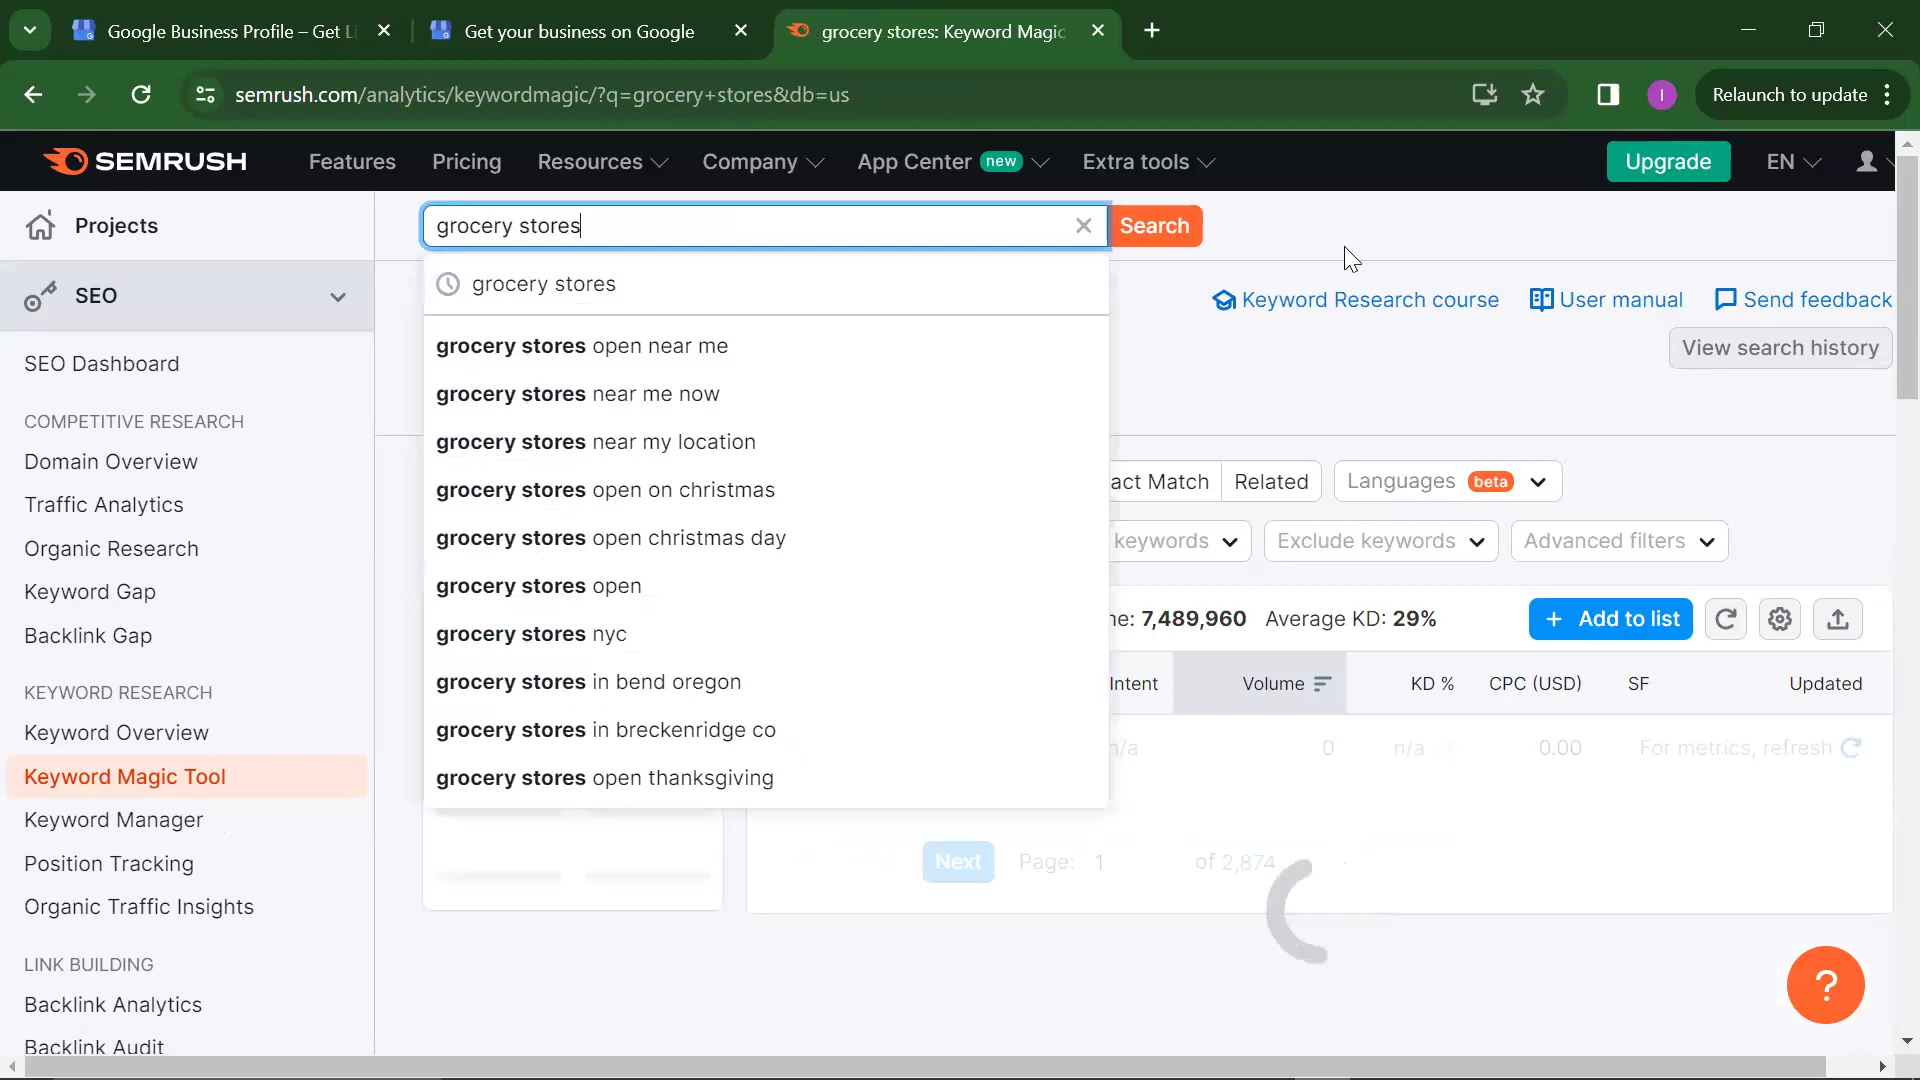 Google Business Profile – Get Li
Get your business on Google
grocery stores: Keyword Magic
semrush.com/analytics/keywordmagic/?q=grocery+stores&db=us
I
Relaunch to update
SEMRUSH
Features
Pricing
Resources
Company
App Center new
Extra tools
Upgrade
EN
Projects
grocery stores
Search
grocery stores
SEO
Keyword Research course
User manual
Send feedback
View search history
grocery stores open near me
grocery stores near me now
grocery stores near my location
grocery stores open on christmas
grocery stores open christmas day
grocery stores open
grocery stores nyc
grocery stores in bend oregon
grocery stores in breckenridge co
grocery stores open thanksgiving
SEO Dashboard
COMPETITIVE RESEARCH
Domain Overview
Traffic Analytics
Organic Research
Keyword Gap
Backlink Gap
KEYWORD RESEARCH
Keyword Overview
Keyword Magic Tool
Keyword Manager
Position Tracking
Organic Traffic Insights
LINK BUILDING
Backlink Analytics
Backlink Audit
act Match
Related
Languages beta
keywords
Exclude keywords
Advanced filters
ne: 7,489,960 Average KD: 29%
+ Add to list
Intent
Volume
KD %
CPC (USD)
SF
Updated
n/a
0
n/a
0.00
For metrics, refresh
Next
Page: 1 of 2,874
?